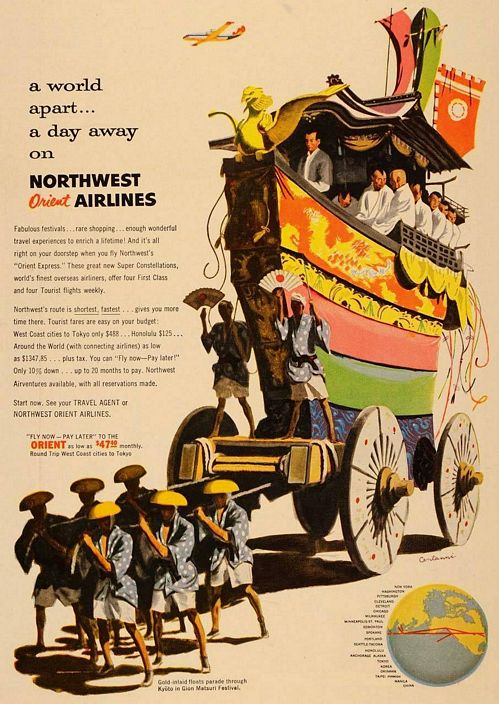 a world
apart...
a day away
on
NORTHWEST
Orient AIRLINES
Fabulous festivals...rare shopping...enough wonderful
travel experiences to enrich a lifetime! And it's all
right on your doorstep when you fly Northwest's
"Orient Express." These great new Super Constellations,
world's finest overseas airliners, offer four First Class
and four Tourist flights weekly.
Northwest's route is shortest, fastest...gives you more
time there. Tourist fares are easy on your budget:
West Coast cities to Tokyo only $488...Honolulu $125...
Around the World (with connecting airlines) as low
as $1347.85...plus tax. You can "Fly now—Pay later!"
Only 10% down...up to 20 months to pay. Northwest
Airventures available, with all reservations made.
Start now. See your TRAVEL AGENT or
NORTHWEST ORIENT AIRLINES.
"FLY NOW — PAY LATER" TO THE
ORIENT as low as $47.80 monthly.
Round Trip West Coast cities to Tokyo
Centanni
NEW YORK
WASHINGTON
PITTSBURGH
CLEVELAND
DETROIT
CHICAGO
MILWAUKEE
MINNEAPOLIS-ST. PAUL
EDMONTON
SPOKANE
PORTLAND
SEATTLE-TACOMA
HONOLULU
ANCHORAGE ALASKA
TOKYO
KOREA
OKINAWA
TAIPEI
MANILA
CHINA
Gold-inlaid floats parade through
Kyōto in Gion Matsuri Festival.